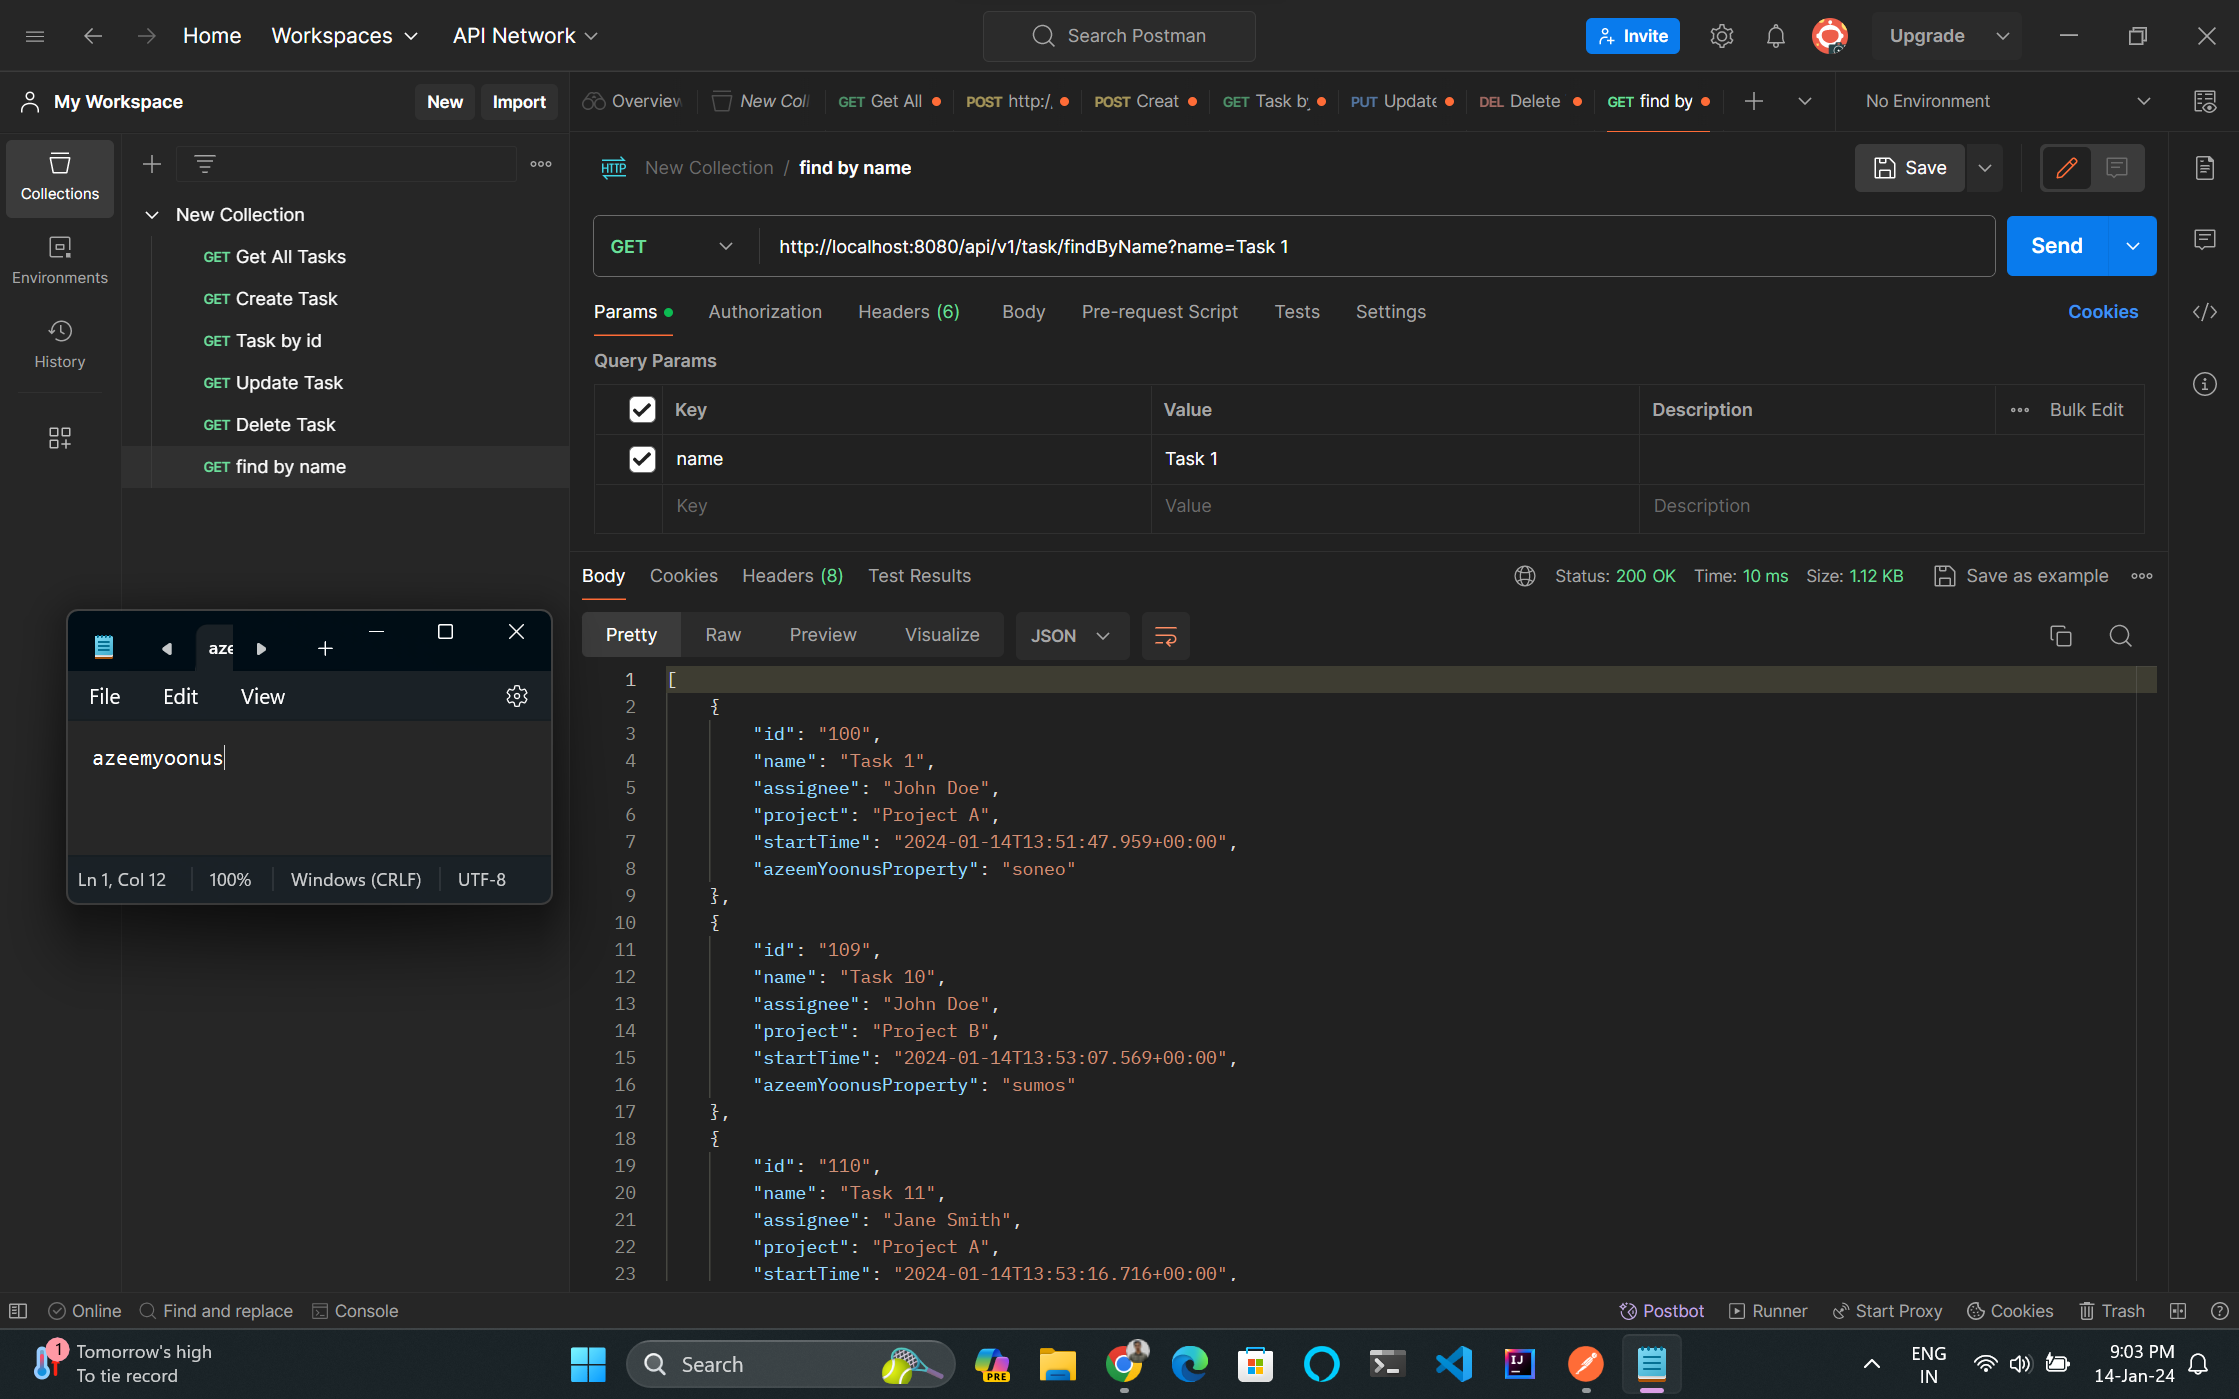 Home
Workspaces
API Network
Search Postman
Invite
Upgrade
My Workspace
New
Import
Overview
New Coll
GET Get All
POST http:/
POST Creat
GET Task by
PUT Update
DEL Delete
GET find by
No Environment
Collections
Environments
History
New Collection
GET Get All Tasks
GET Create Task
GET Task by id
GET Update Task
GET Delete Task
GET find by name
HTTP New Collection / find by name
Save
GET
http://localhost:8080/api/v1/task/findByName?name=Task 1
Send
Params
Authorization
Headers (6)
Body
Pre-request Script
Tests
Settings
Cookies
Query Params
Key
Value
Description
Bulk Edit
name
Task 1
Key
Value
Description
Body
Cookies
Headers (8)
Test Results
Status: 200 OK
Time: 10 ms
Size: 1.12 KB
Save as example
Pretty
Raw
Preview
Visualize
JSON
1 [
2 {
3 "id": "100",
4 "name": "Task 1",
5 "assignee": "John Doe",
6 "project": "Project A",
7 "startTime": "2024-01-14T13:51:47.959+00:00",
8 "azeemYoonusProperty": "soneo"
9 },
10 {
11 "id": "109",
12 "name": "Task 10",
13 "assignee": "John Doe",
14 "project": "Project B",
15 "startTime": "2024-01-14T13:53:07.569+00:00",
16 "azeemYoonusProperty": "sumos"
17 },
18 {
19 "id": "110",
20 "name": "Task 11",
21 "assignee": "Jane Smith",
22 "project": "Project A",
23 "startTime": "2024-01-14T13:53:16.716+00:00",
aze
File
Edit
View
azeemyoonus
Ln 1, Col 12
100%
Windows (CRLF)
UTF-8
Online
Find and replace
Console
Postbot
Runner
Start Proxy
Cookies
Trash
1
Tomorrow's high
To tie record
Search
PRE
IJ
ENG
IN
9:03 PM
14-Jan-24